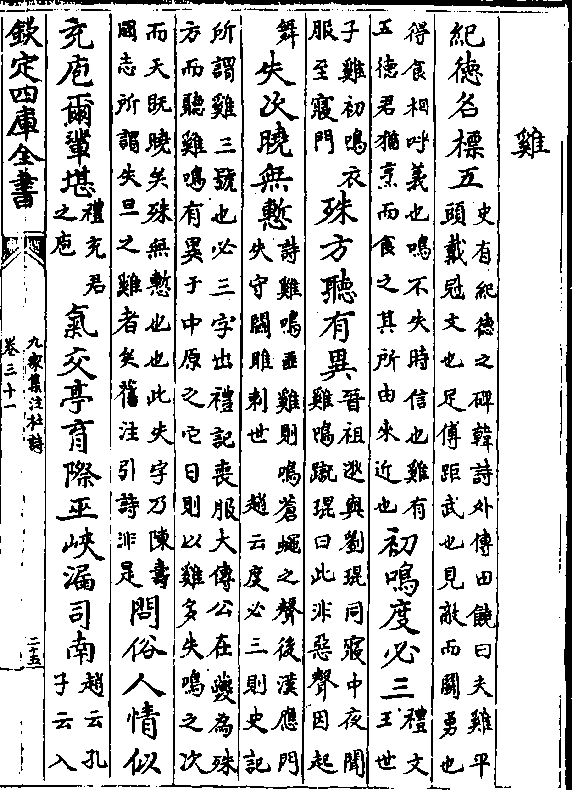 雞
紀德名標五史有紀德之碑韓詩外傳田饒曰夫雞平頭戴冠文也足傅距武也見敵而鬭勇也
得食相呼義也鳴不失時信也雞有五德君猶烹而食之其所由來近也初鳴度必三禮文王世
子雞初鳴衣服至寢門殊方聽有異晉祖逖與劉琨同寢中夜聞雞鳴蹴琨曰此非惡聲因起
舞失次曉無慙詩雞鳴匪雞則鳴蒼蠅之聲後漢應門失守關雎刺世趙云度必三則史記
所謂雞三號也必三字出禮記喪服大傳公在夔為殊方而聽雞鳴有異于中原之它日則以雞多失鳴之次
而天既曉矣殊無慙也此失字乃陳壽國志所謂失旦之雞者矣舊注引詩非是問俗人情似
充庖爾輩堪禮充君之庖氣交亭育際巫峽漏司南趙云孔子云入
欽定四庫全書
九家集注杜詩
卷三十一
二十五